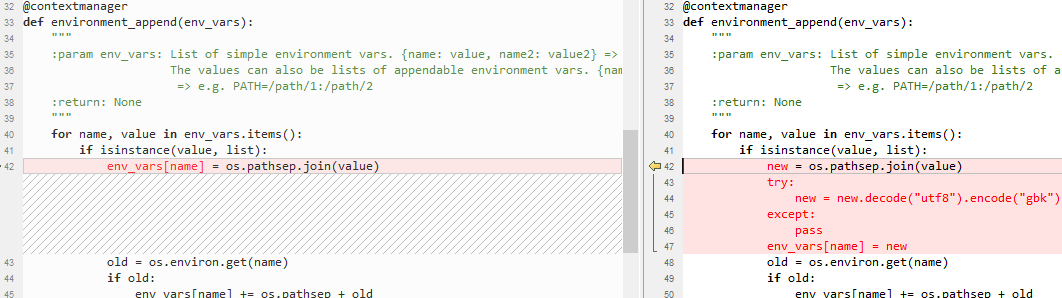 32 @contextmanager
33 def environment_append(env_vars):
34 """
35 :param env_vars: List of simple environment vars. {name: value, name2: value2} =>
36 The values can also be lists of appendable environment vars. {nam
37 => e.g. PATH=/path/1:/path/2
38 :return: None
39 """
40 for name, value in env_vars.items():
41 if isinstance(value, list):
42 env_vars[name] = os.pathsep.join(value)
43 old = os.environ.get(name)
44 if old:
45 env_vars[name] += os.pathsep + old
32 @contextmanager
33 def environment_append(env_vars):
34 """
35 :param env_vars: List of simple environment vars.
36 The values can also be lists of a
37 => e.g. PATH=/path/1:/path/2
38 :return: None
39 """
40 for name, value in env_vars.items():
41 if isinstance(value, list):
42 new = os.pathsep.join(value)
43 try:
44 new = new.decode("utf8").encode("gbk")
45 except:
46 pass
47 env_vars[name] = new
48 old = os.environ.get(name)
49 if old:
50 env_vars[name] += os.pathsep + old